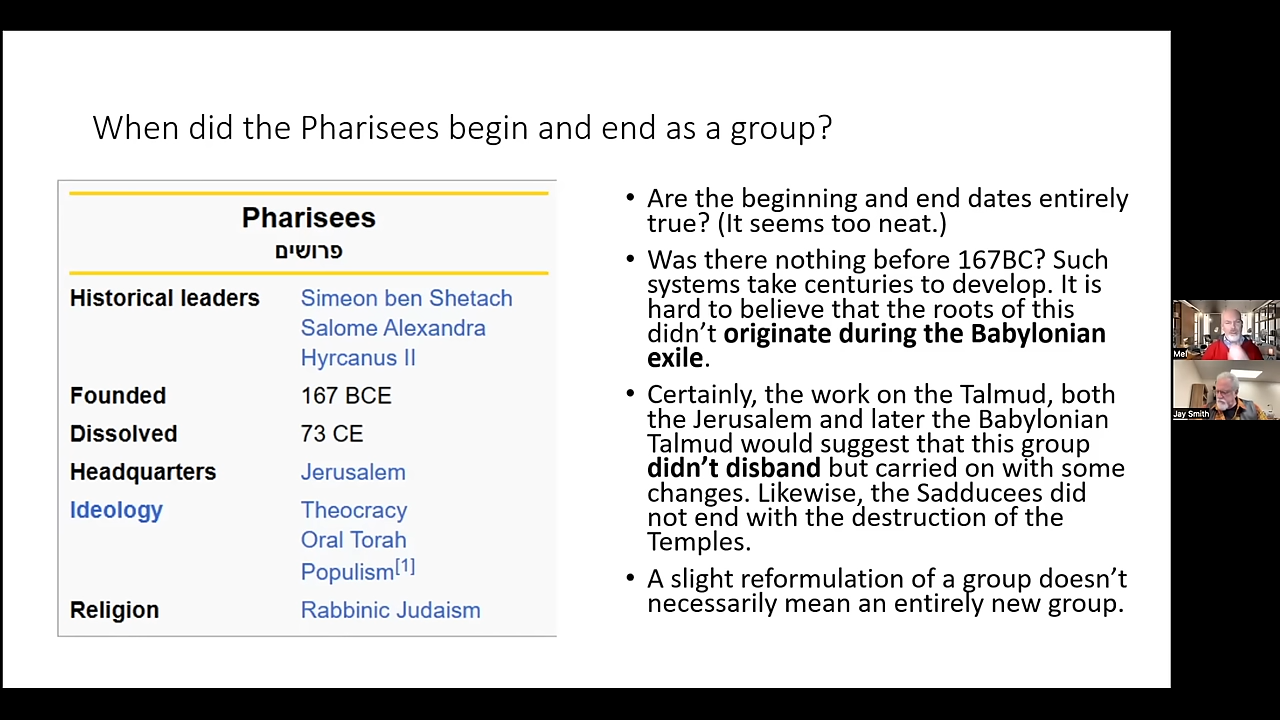 When did the Pharisees begin and end as a group?
Pharisees
פרושים
Historical leaders Simeon ben Shetach
Salome Alexandra
Hyrcanus II
Founded 167 BCE
Dissolved 73 CE
Headquarters Jerusalem
Ideology Theocracy
Oral Torah
Populism[1]
Religion Rabbinic Judaism
• Are the beginning and end dates entirely
true? (It seems too neat.)
• Was there nothing before 167BC? Such
systems take centuries to develop. It is
hard to believe that the roots of this
didn’t originate during the Babylonian
exile.
• Certainly, the work on the Talmud, both
the Jerusalem and later the Babylonian
Talmud would suggest that this group
didn’t disband but carried on with some
changes. Likewise, the Sadducees did
not end with the destruction of the
Temples.
• A slight reformulation of a group doesn’t
necessarily mean an entirely new group.
Mel
Jay Smith